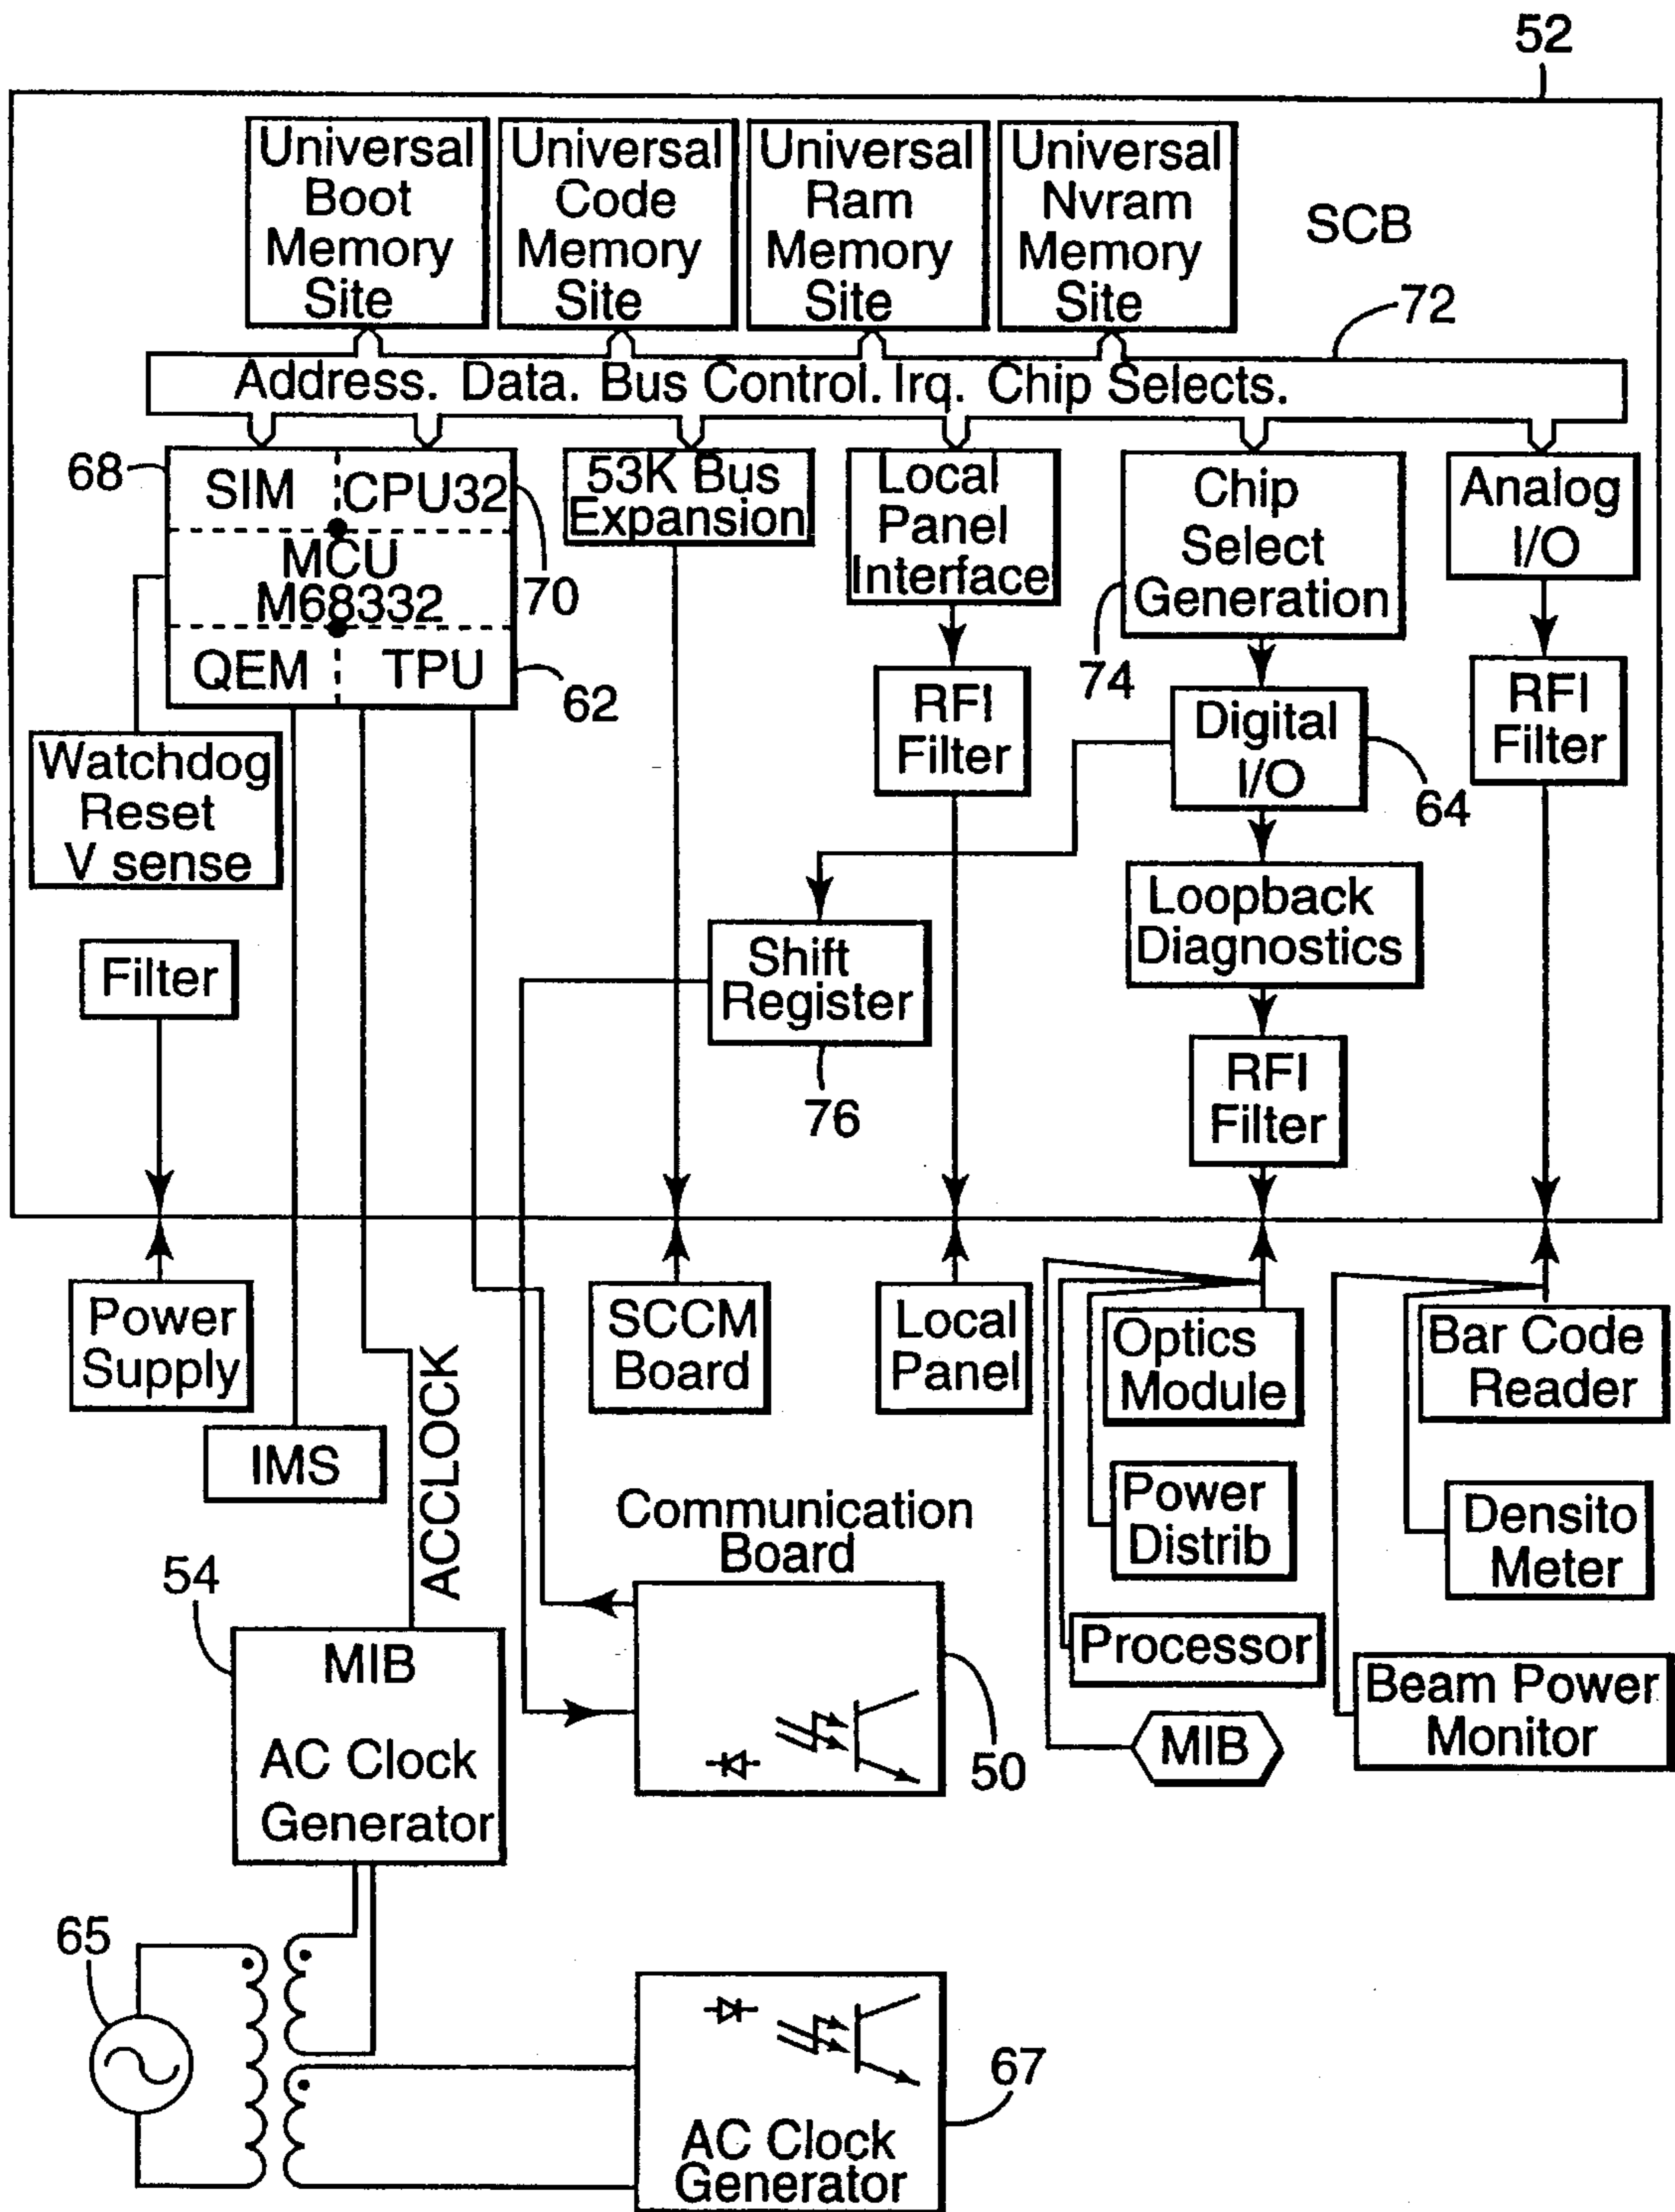 52
Universal
Boot
Memory
Site
Universal
Code
Memory
Site
Universal
Ram
Memory
Site
Universal
Nvram
Memory
Site
SCB
72
Address. Data. Bus Control. Irq. Chip Selects.
68
SIM
CPU32
MCU
M68332
70
QEM
TPU
62
53K Bus
Expansion
Local
Panel
Interface
Chip
Select
Generation
74
Analog
I/O
RFI
Filter
Digital
I/O
64
RFI
Filter
Watchdog
Reset
V sense
Loopback
Diagnostics
Filter
Shift
Register
76
RFI
Filter
Power
Supply
IMS
ACCLOCK
SCCM
Board
Local
Panel
Optics
Module
Bar Code
Reader
Power
Distrib
Densito
Meter
Communication
Board
50
Processor
MIB
Beam Power
Monitor
54
MIB
AC Clock
Generator
65
67
AC Clock
Generator